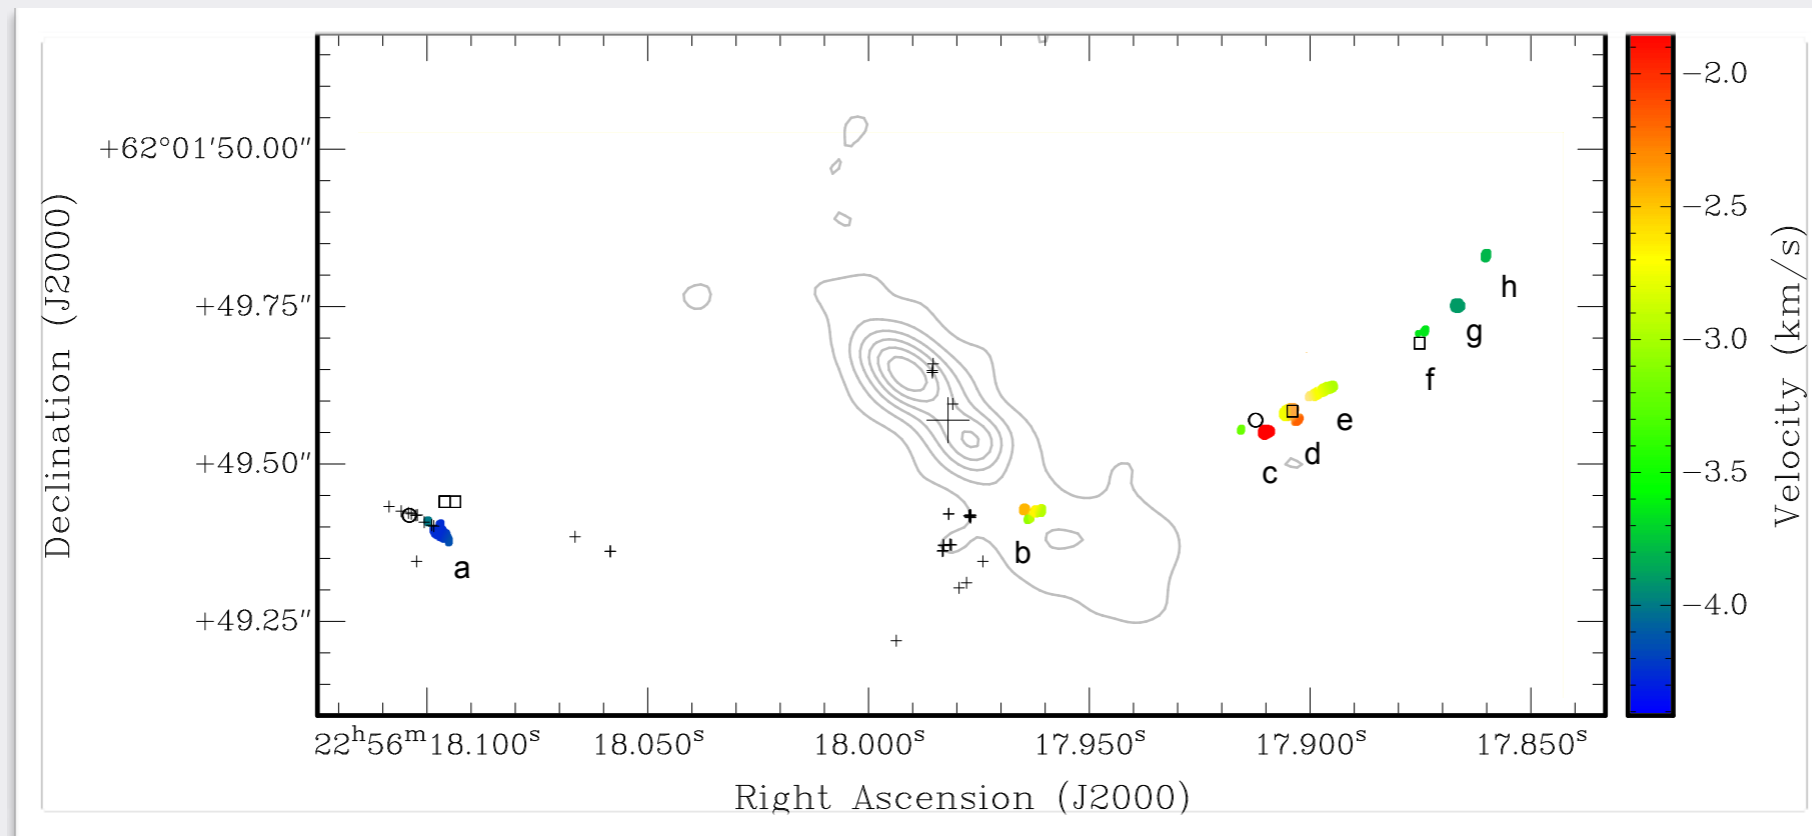 +62°01′50.00″
+49.75″
+49.50″
+49.25″
Declination (J2000)
22ʰ56ᵐ18.100ˢ 18.050ˢ 18.000ˢ 17.950ˢ 17.900ˢ 17.850ˢ
Right Ascension (J2000)
a
b
c
d
e
f
g
h
−2.0
−2.5
−3.0
−3.5
−4.0
Velocity (km/s)